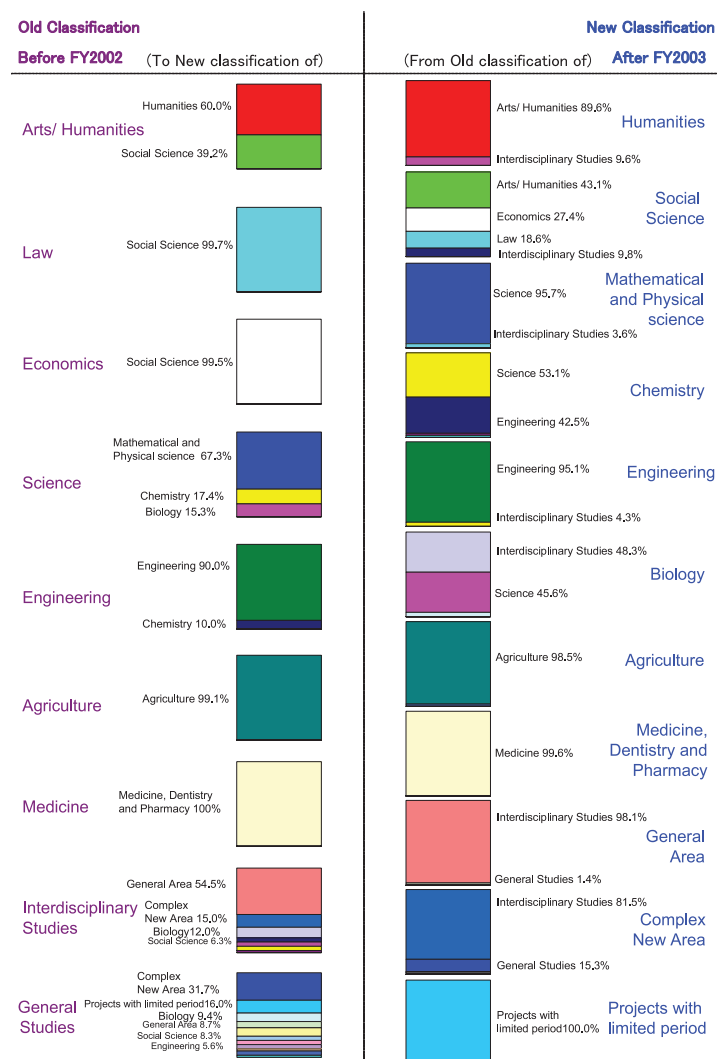 Old Classification
Before FY2002
(To New classification of)
Arts/ Humanities
Humanities 60.0%
Social Science 39.2%
Law
Social Science 99.7%
Economics
Social Science 99.5%
Science
Mathematical and
Physical science 67.3%
Chemistry 17.4%
Biology 15.3%
Engineering
Engineering 90.0%
Chemistry 10.0%
Agriculture
Agriculture 99.1%
Medicine
Medicine, Dentistry
and Pharmacy 100%
Interdisciplinary
Studies
General Area 54.5%
Complex
New Area 15.0%
Biology12.0%
Social Science 6.3%
General
Studies
Complex
New Area 31.7%
Projects with limited period16.0%
Biology 9.4%
General Area 8.7%
Social Science 8.3%
Engineering 5.6%
New Classification
After FY2003
(From Old classification of)
Arts/ Humanities 89.6%
Interdisciplinary Studies 9.6%
Humanities
Arts/ Humanities 43.1%
Economics 27.4%
Law 18.6%
Interdisciplinary Studies 9.8%
Social
Science
Science 95.7%
Interdisciplinary Studies 3.6%
Mathematical
and Physical
science
Science 53.1%
Engineering 42.5%
Chemistry
Engineering 95.1%
Interdisciplinary Studies 4.3%
Engineering
Interdisciplinary Studies 48.3%
Science 45.6%
Biology
Agriculture 98.5%
Agriculture
Medicine 99.6%
Medicine,
Dentistry and
Pharmacy
Interdisciplinary Studies 98.1%
General Studies 1.4%
General
Area
Interdisciplinary Studies 81.5%
General Studies 15.3%
Complex
New Area
Projects with
limited period100.0%
Projects with
limited period